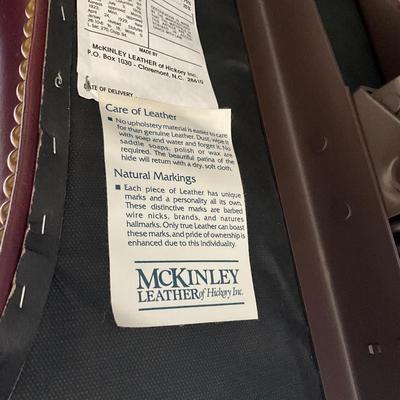 April 24, 1929, New
MADE BY
McKINLEY LEATHER of Hickory Inc.
P.O. Box 1030 - Claremont, N.C. 28610
DATE OF DELIVERY
Care of Leather
■ No upholstery material is easier to care
for than genuine Leather. Dust, wipe it
with soap and water and forget it. No
saddle soaps, polish or wax are
required. The beautiful patina of the
hide will return with a dry, soft cloth.
Natural Markings
■ Each piece of Leather has unique
marks and a personality all its own.
These distinctive marks are barbed
wire nicks, brands, and natures
hallmarks. Only true Leather can boast
these marks, and pride of ownership is
enhanced due to this individuality.
McKINLEY
LEATHER of Hickory Inc.